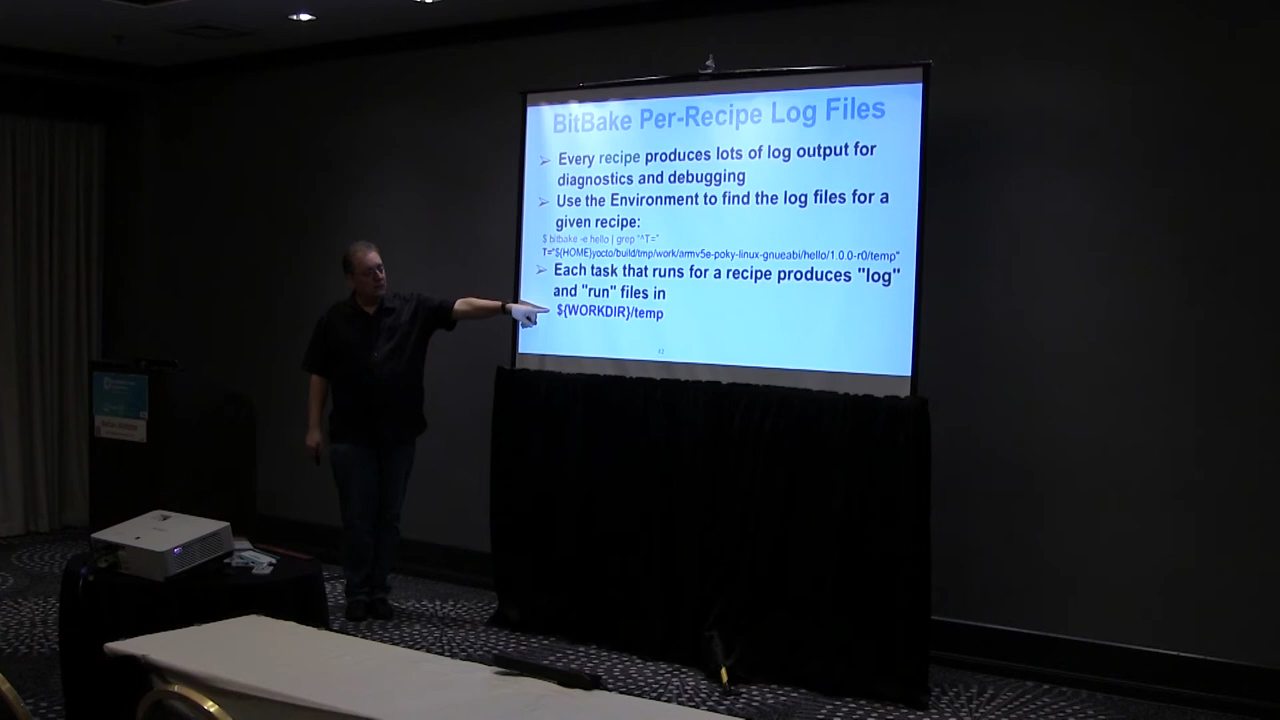 BitBake Per-Recipe Log Files
Every recipe produces lots of log output for
diagnostics and debugging
Use the Environment to find the log files for a
given recipe:
$ bitbake -e hello | grep "^T="
T="${HOME}yocto/build/tmp/work/armv5e-poky-linux-gnueabi/hello/1.0.0-r0/temp"
Each task that runs for a recipe produces "log"
and "run" files in
${WORKDIR}/temp